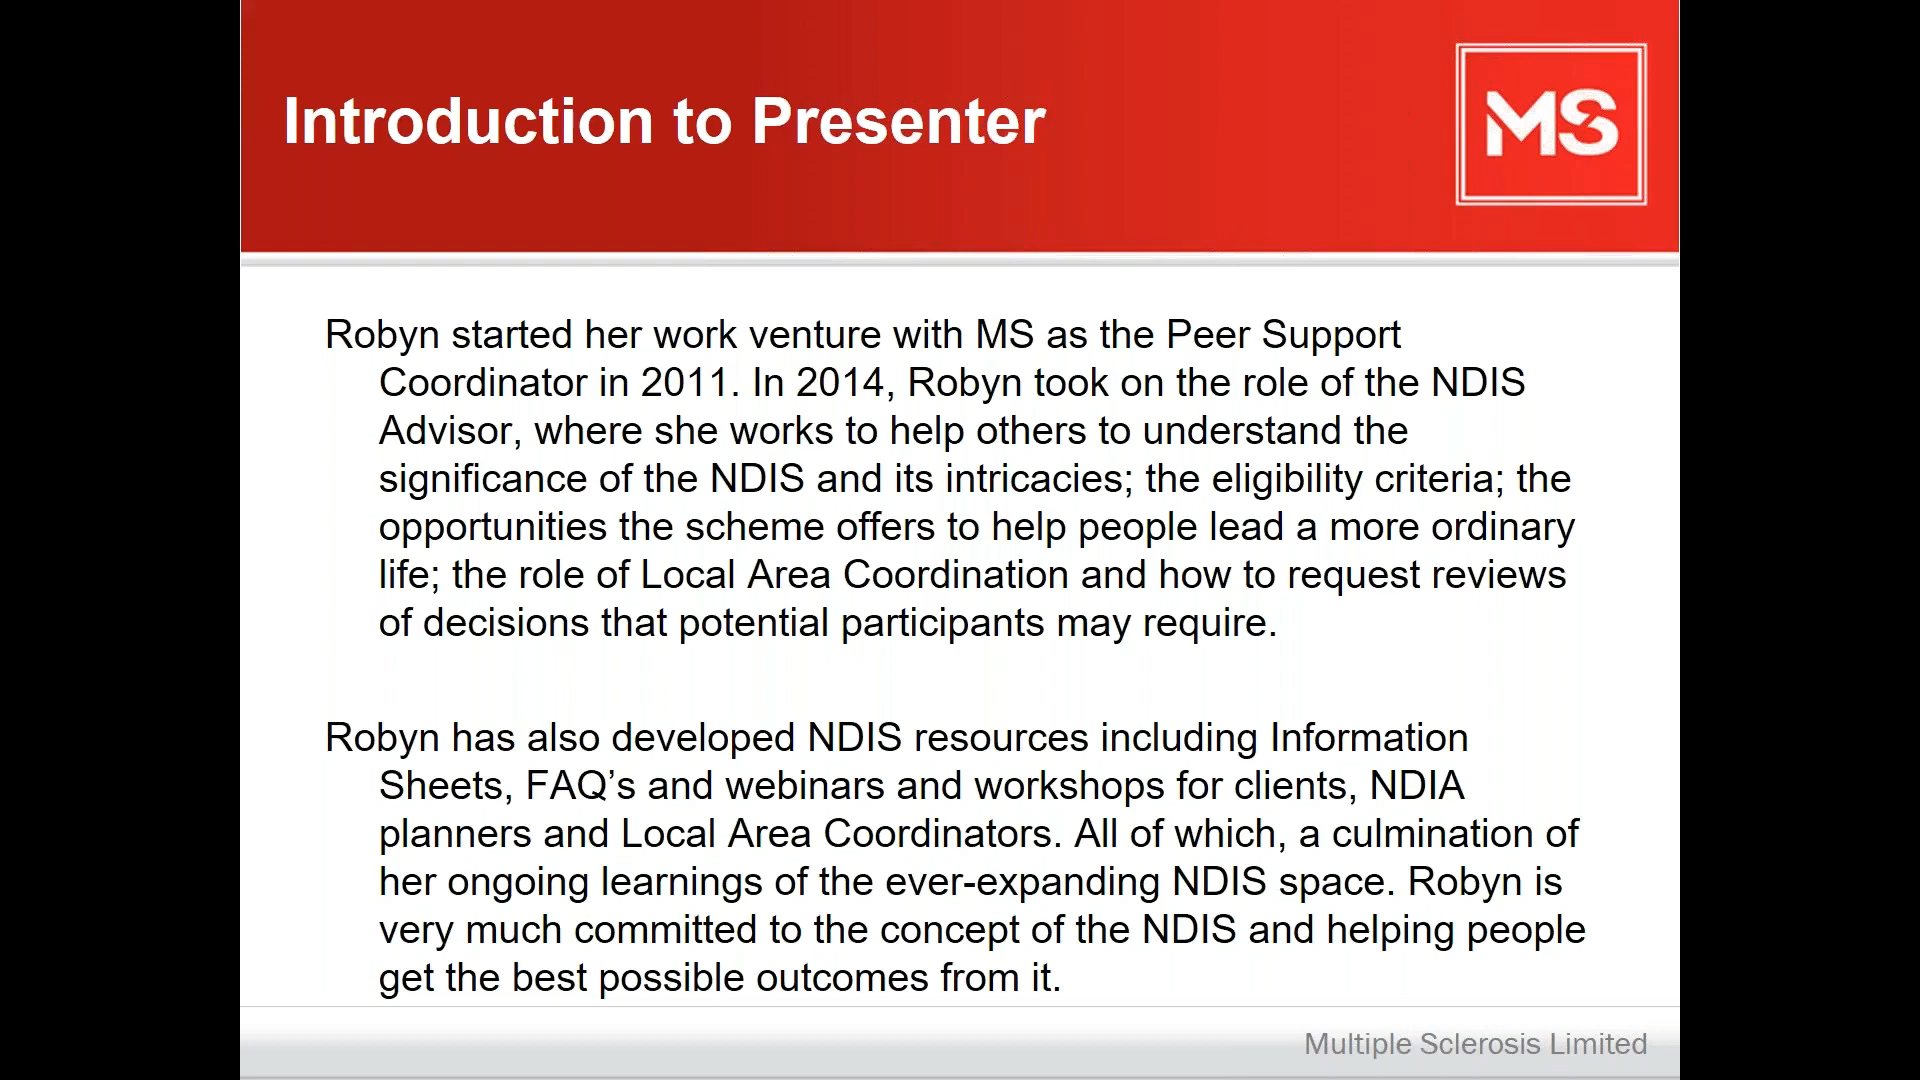 Introduction to Presenter
MS
Robyn started her work venture with MS as the Peer Support
Coordinator in 2011. In 2014, Robyn took on the role of the NDIS
Advisor, where she works to help others to understand the
significance of the NDIS and its intricacies; the eligibility criteria; the
opportunities the scheme offers to help people lead a more ordinary
life; the role of Local Area Coordination and how to request reviews
of decisions that potential participants may require.
Robyn has also developed NDIS resources including Information
Sheets, FAQ’s and webinars and workshops for clients, NDIA
planners and Local Area Coordinators. All of which, a culmination of
her ongoing learnings of the ever-expanding NDIS space. Robyn is
very much committed to the concept of the NDIS and helping people
get the best possible outcomes from it.
Multiple Sclerosis Limited